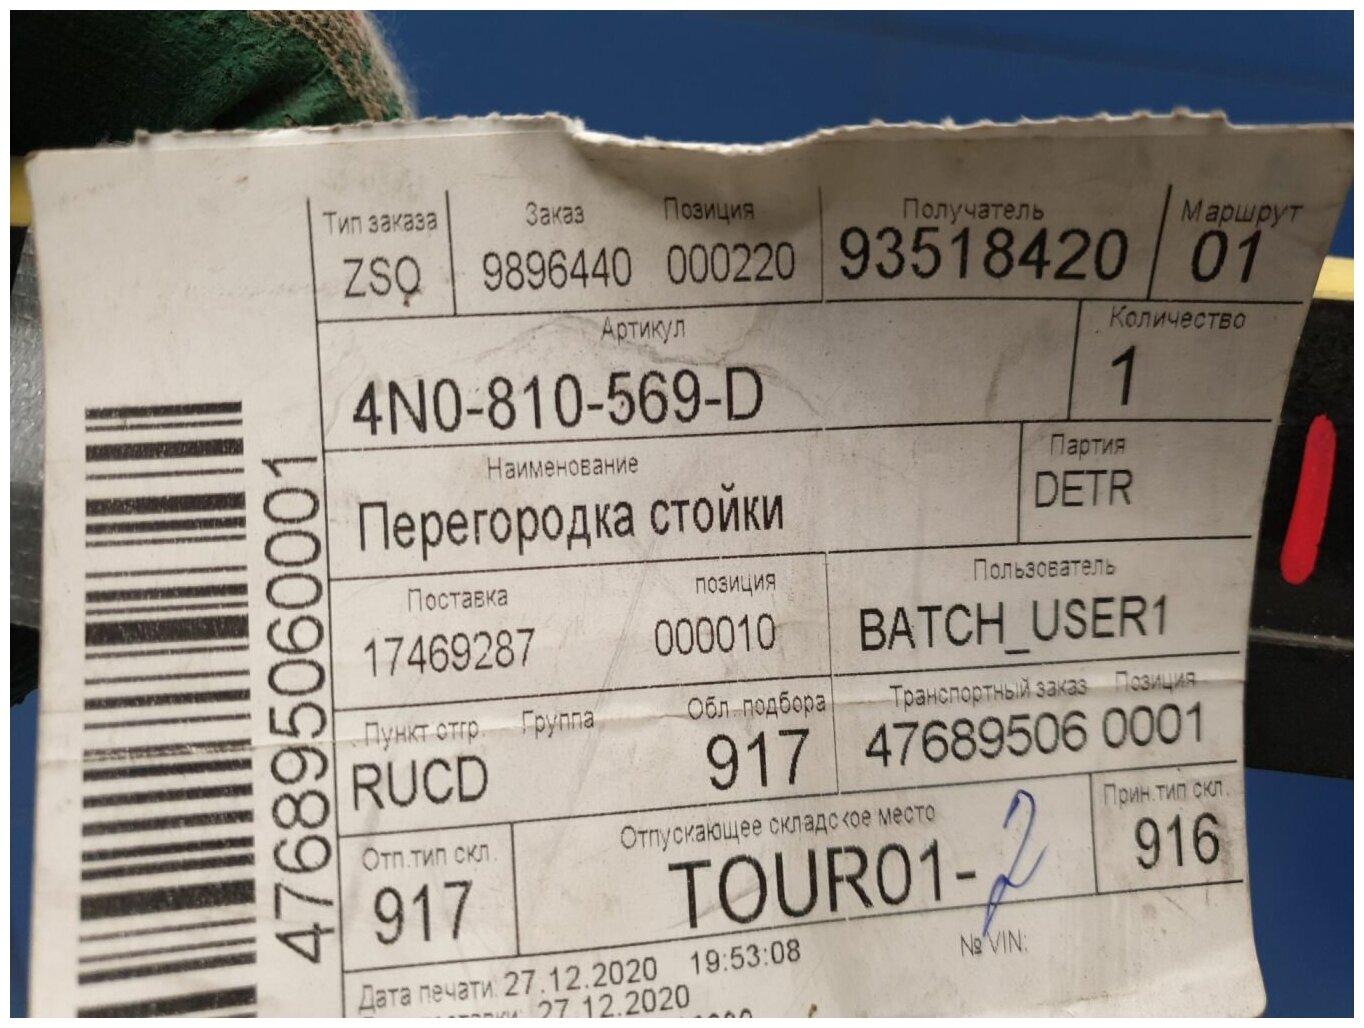 Тип заказа Заказ Позиция Получатель Маршрут
ZSO 9896440 000220 93518420 01
Артикул Количество
4N0-810-569-D 1
Наименование Партия
Перегородка стойки DETR
Поставка позиция Пользователь
17469287 000010 BATCH_USER1
Пункт отгр. Группа Обл. подбора Транспортный заказ Позиция
RUCD 917 47689506 0001
Отп.тип скл. Отпускающее складское место Прин.тип скл.
917 TOUR01-2 916
№ VIN:
Дата печати: 27.12.2020 19:53:08
27.12.2020
476895060001